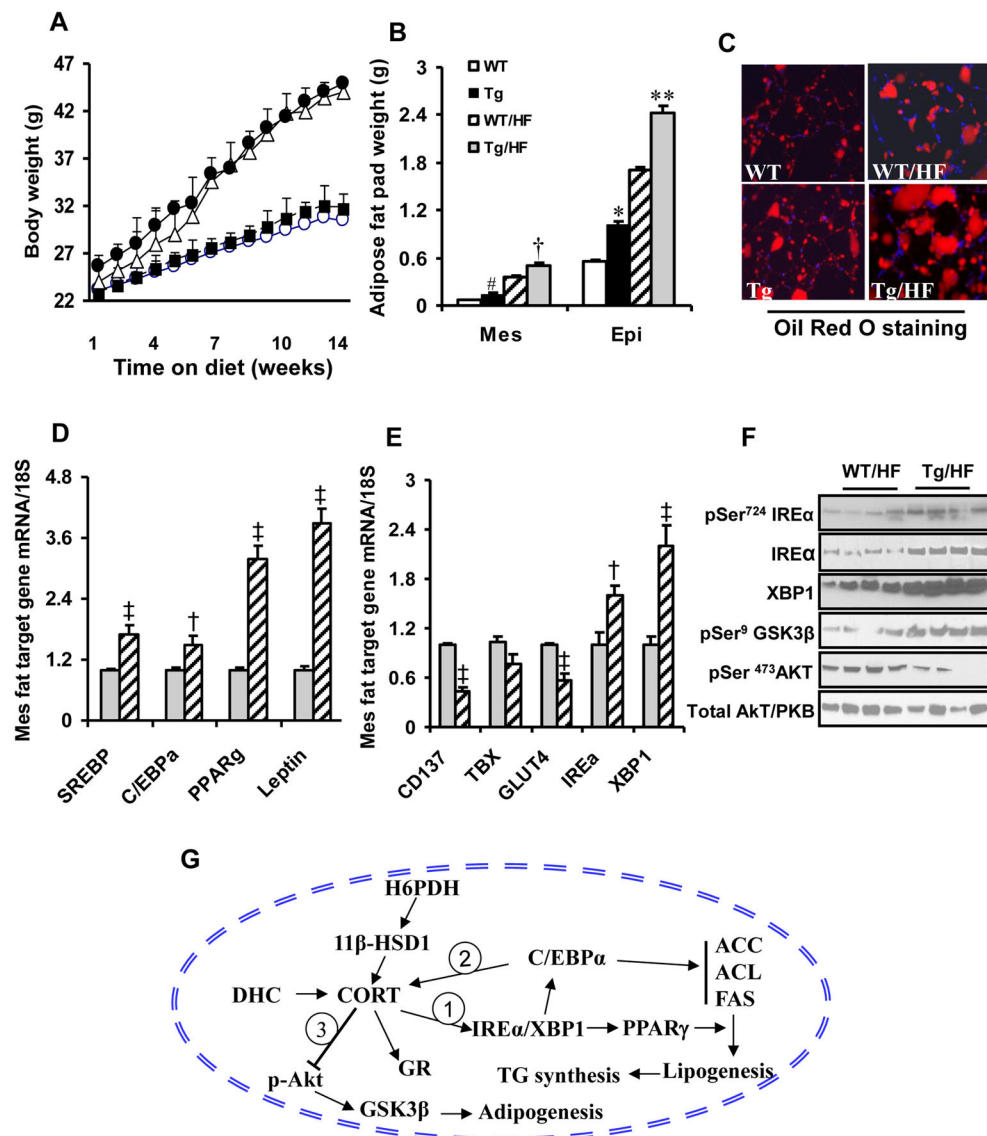 A
Body weight (g)
47
42
37
32
27
22
1 4 7 10 14
Time on diet (weeks)
B
Adipose fat pad weight (g)
3
2.4
1.8
1.2
0.6
0
WT
Tg
WT/HF
Tg/HF
#
†
*
**
Mes Epi
C
WT
WT/HF
Tg
Tg/HF
Oil Red O staining
D
Mes fat target gene mRNA/18S
4.8
3.6
2.4
1.2
0
‡ † ‡ ‡
SREBP
C/EBPa
PPARg
Leptin
E
Mes fat target gene mRNA/18S
3
2.4
1.8
1.2
0.6
0
‡ ‡ † ‡
CD137
TBX
GLUT4
IREa
XBP1
F
WT/HF Tg/HF
pSer724 IREα
IREα
XBP1
pSer9 GSK3β
pSer 473AKT
Total AkT/PKB
G
H6PDH
11β-HSD1
DHC
CORT
GR
1
2
3
C/EBPα
IREα/XBP1
PPARγ
ACC
ACL
FAS
Lipogenesis
TG synthesis
p-Akt
GSK3β
Adipogenesis